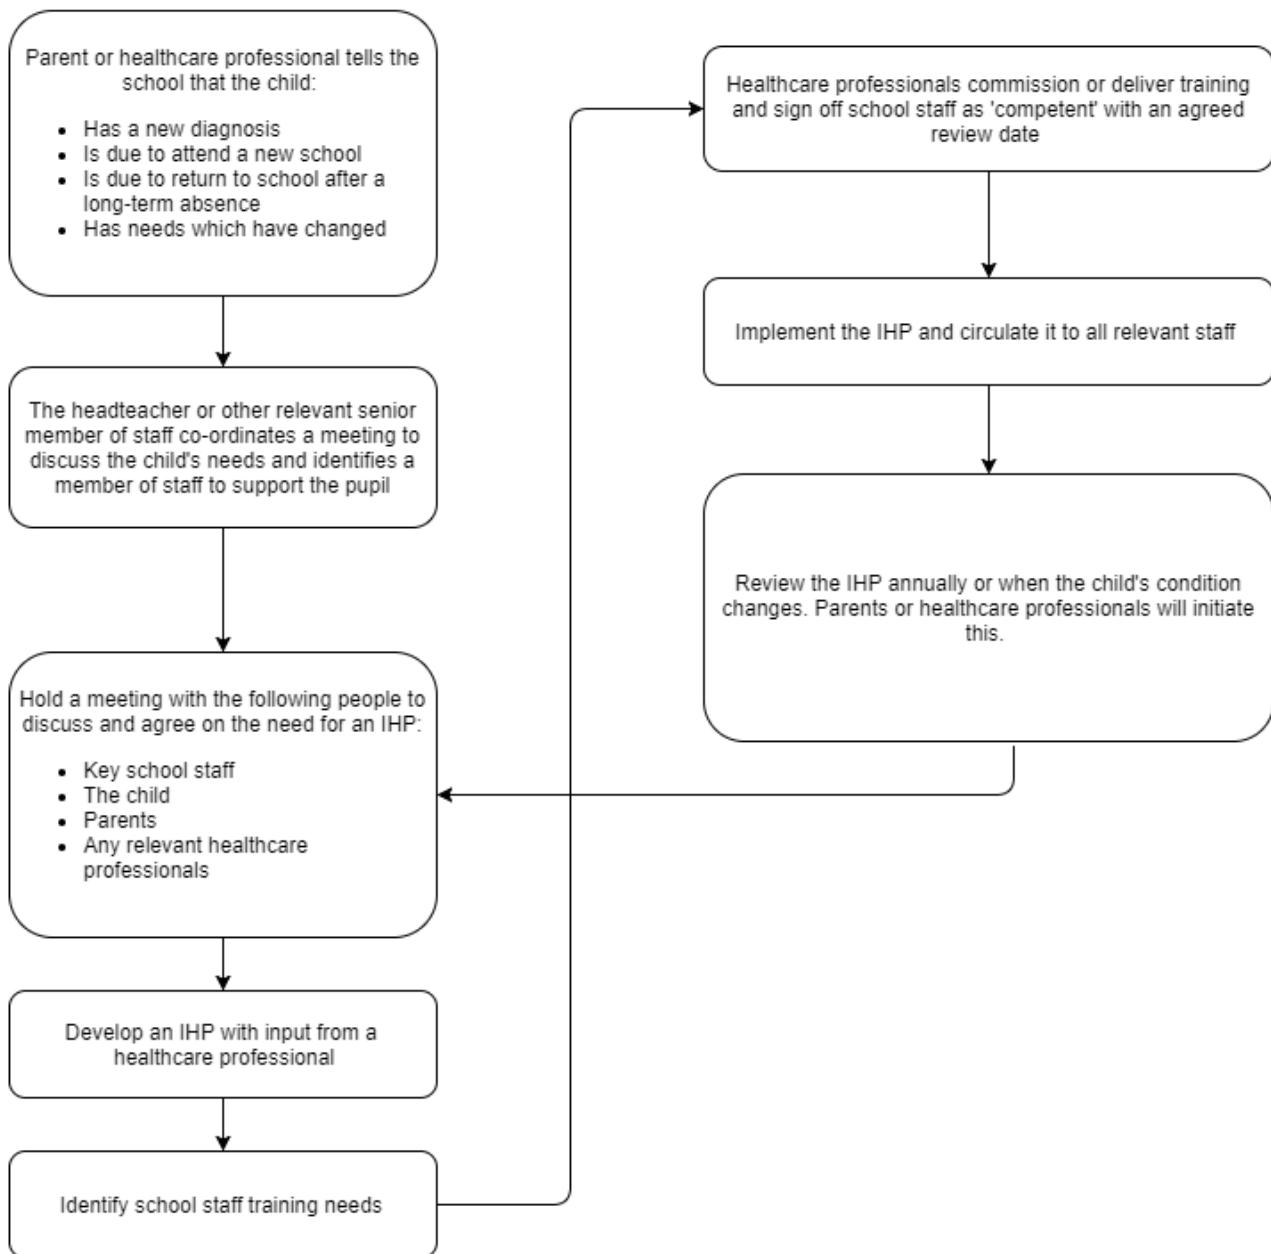 Parent or healthcare professional tells the
school that the child:
• Has a new diagnosis
• Is due to attend a new school
• Is due to return to school after a
long-term absence
• Has needs which have changed
The headteacher or other relevant senior
member of staff co-ordinates a meeting to
discuss the child's needs and identifies a
member of staff to support the pupil
Hold a meeting with the following people to
discuss and agree on the need for an IHP:
• Key school staff
• The child
• Parents
• Any relevant healthcare
professionals
Develop an IHP with input from a
healthcare professional
Identify school staff training needs
Healthcare professionals commission or deliver training
and sign off school staff as 'competent' with an agreed
review date
Implement the IHP and circulate it to all relevant staff
Review the IHP annually or when the child's condition
changes. Parents or healthcare professionals will initiate
this.